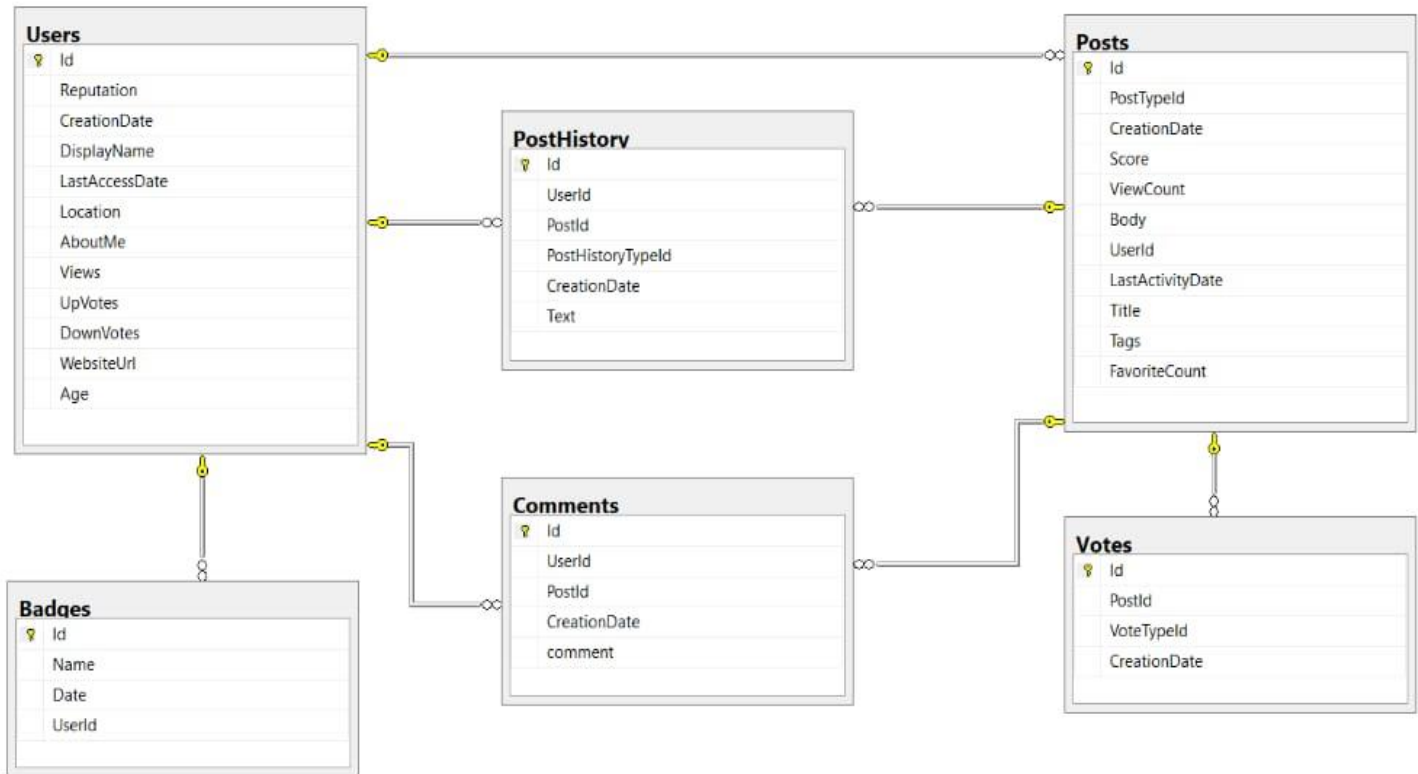 Users
Id
Reputation
CreationDate
DisplayName
LastAccessDate
Location
AboutMe
Views
UpVotes
DownVotes
WebsiteUrl
Age
PostHistory
Id
UserId
PostId
PostHistoryTypeId
CreationDate
Text
Posts
Id
PostTypeId
CreationDate
Score
ViewCount
Body
UserId
LastActivityDate
Title
Tags
FavoriteCount
Badges
Id
Name
Date
UserId
Comments
Id
UserId
PostId
CreationDate
comment
Votes
Id
PostId
VoteTypeId
CreationDate